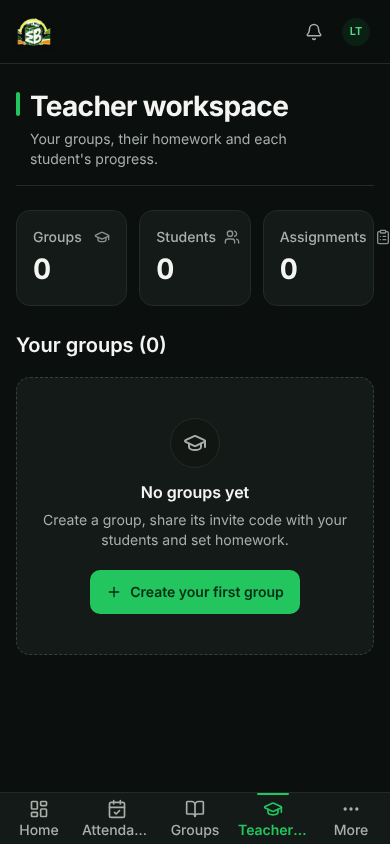 LT
Teacher workspace
Your groups, their homework and each
student's progress.
Groups
Students
Assignments
0
0
0
Your groups (0)
No groups yet
Create a group, share its invite code with your
students and set homework.
Create your first group
Home
Attenda...
Groups
Teacher...
More